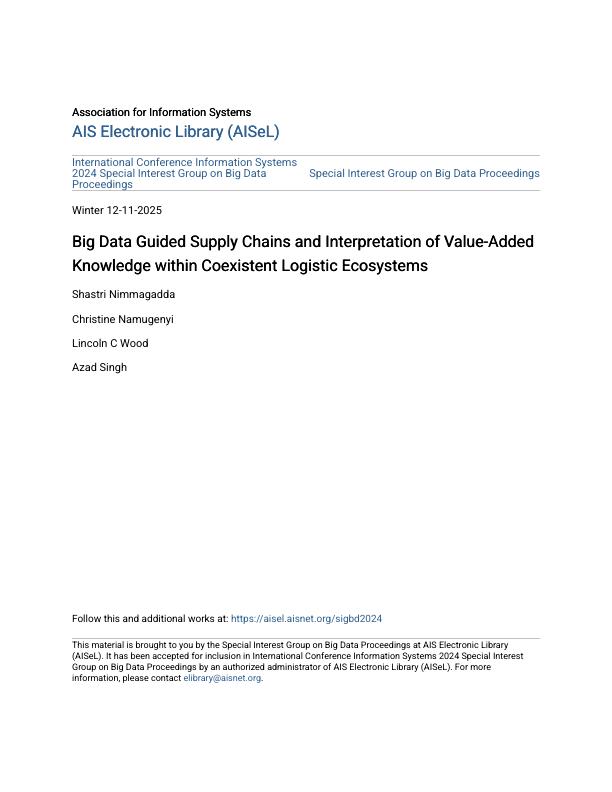 Association for Information Systems
AIS Electronic Library (AISeL)
International Conference Information Systems
2024 Special Interest Group on Big Data
Proceedings
Special Interest Group on Big Data Proceedings
Winter 12-11-2025
Big Data Guided Supply Chains and Interpretation of Value-Added
Knowledge within Coexistent Logistic Ecosystems
Shastri Nimmagadda
Christine Namugenyi
Lincoln C Wood
Azad Singh
Follow this and additional works at: https://aisel.aisnet.org/sigbd2024
This material is brought to you by the Special Interest Group on Big Data Proceedings at AIS Electronic Library
(AISeL). It has been accepted for inclusion in International Conference Information Systems 2024 Special Interest
Group on Big Data Proceedings by an authorized administrator of AIS Electronic Library (AISeL). For more
information, please contact elibrary@aisnet.org.